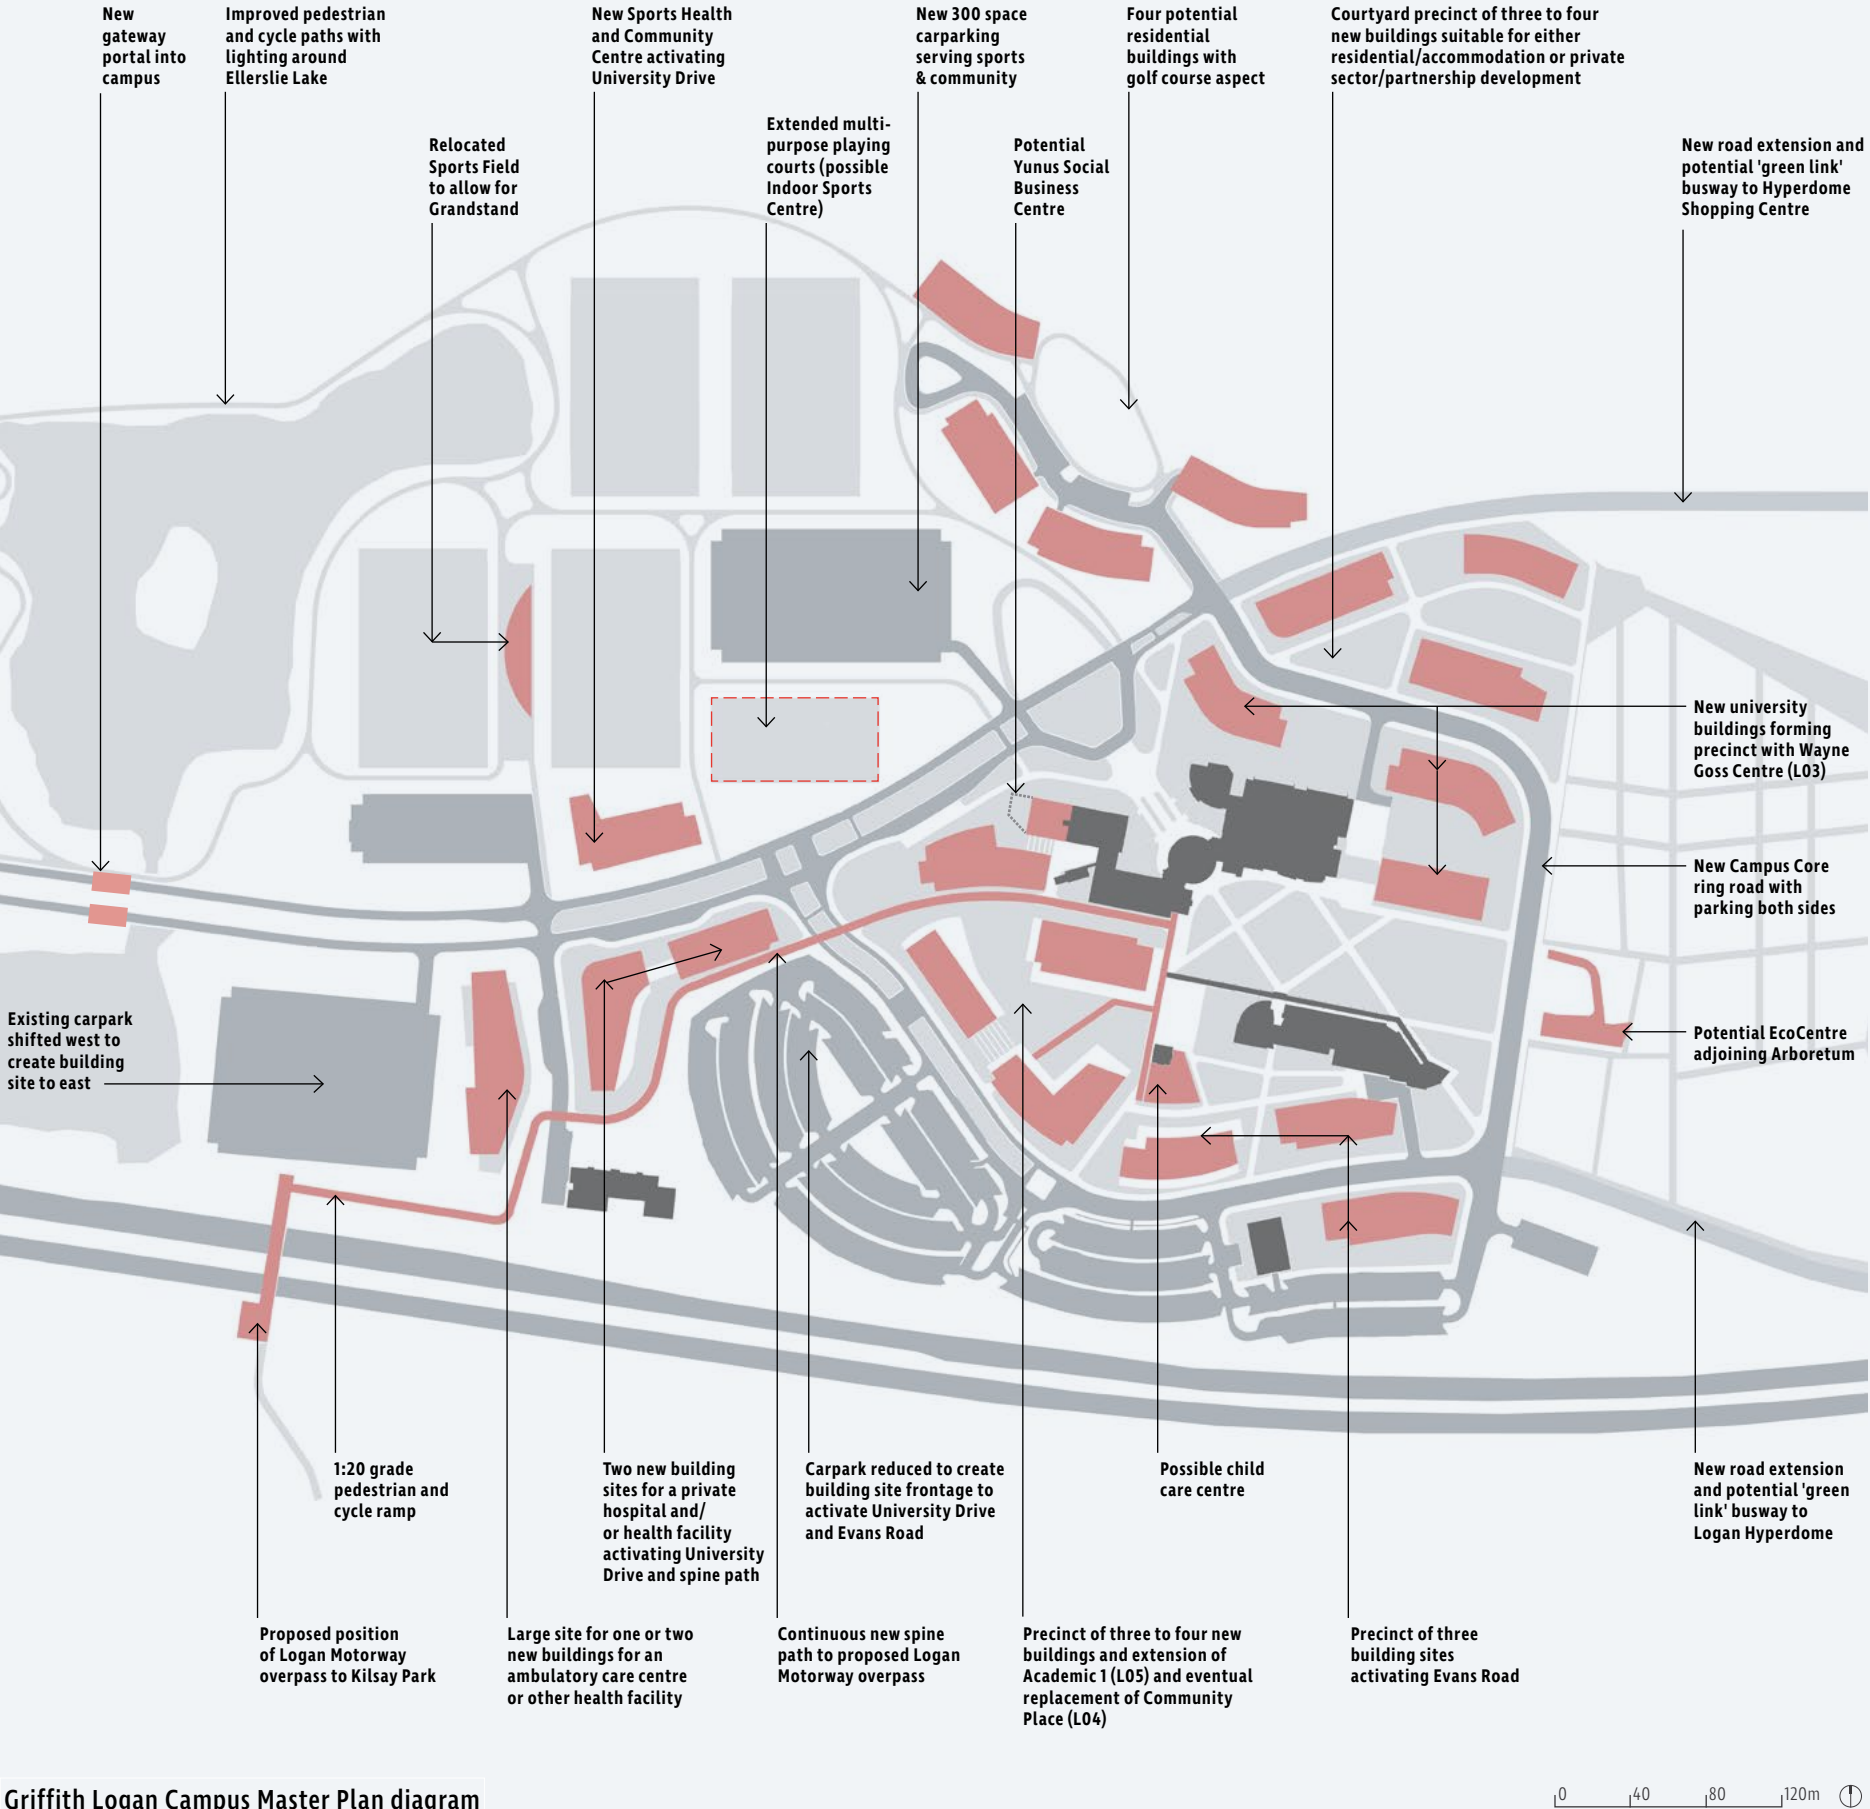 New
gateway
portal into
campus
Improved pedestrian
and cycle paths with
lighting around
Ellerslie Lake
New Sports Health
and Community
Centre activating
University Drive
New 300 space
carparking
serving sports
& community
Four potential
residential
buildings with
golf course aspect
Courtyard precinct of three to four
new buildings suitable for either
residential/accommodation or private
sector/partnership development
Relocated
Sports Field
to allow for
Grandstand
Extended multi-
purpose playing
courts (possible
Indoor Sports
Centre)
Potential
Yunus Social
Business
Centre
New road extension and
potential 'green link'
busway to Hyperdome
Shopping Centre
New university
buildings forming
precinct with Wayne
Goss Centre (L03)
New Campus Core
ring road with
parking both sides
Existing carpark
shifted west to
create building
site to east
Potential EcoCentre
adjoining Arboretum
1:20 grade
pedestrian and
cycle ramp
Two new building
sites for a private
hospital and/
or health facility
activating University
Drive and spine path
Carpark reduced to create
building site frontage to
activate University Drive
and Evans Road
Possible child
care centre
New road extension
and potential 'green
link' busway to
Logan Hyperdome
Proposed position
of Logan Motorway
overpass to Kilsay Park
Large site for one or two
new buildings for an
ambulatory care centre
or other health facility
Continuous new spine
path to proposed Logan
Motorway overpass
Precinct of three to four new
buildings and extension of
Academic 1 (L05) and eventual
replacement of Community
Place (L04)
Precinct of three
building sites
activating Evans Road
Griffith Logan Campus Master Plan diagram
0 40 80 120m